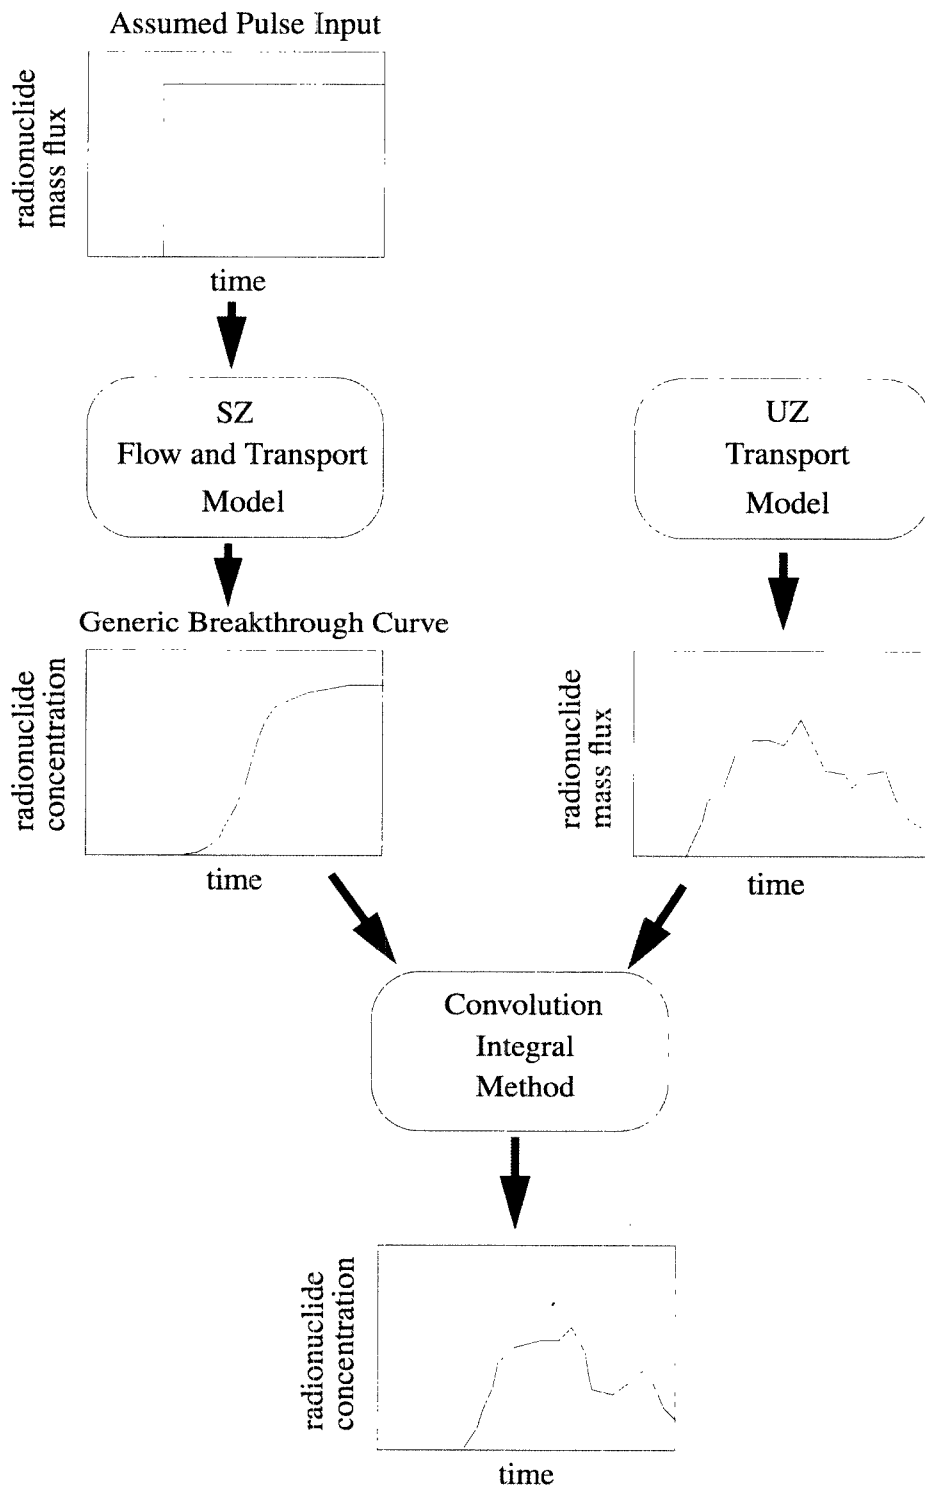 Assumed Pulse Input
radionuclide
mass flux
time
SZ
Flow and Transport
Model
UZ
Transport
Model
Generic Breakthrough Curve
radionuclide
concentration
time
radionuclide
mass flux
time
Convolution
Integral
Method
radionuclide
concentration
time